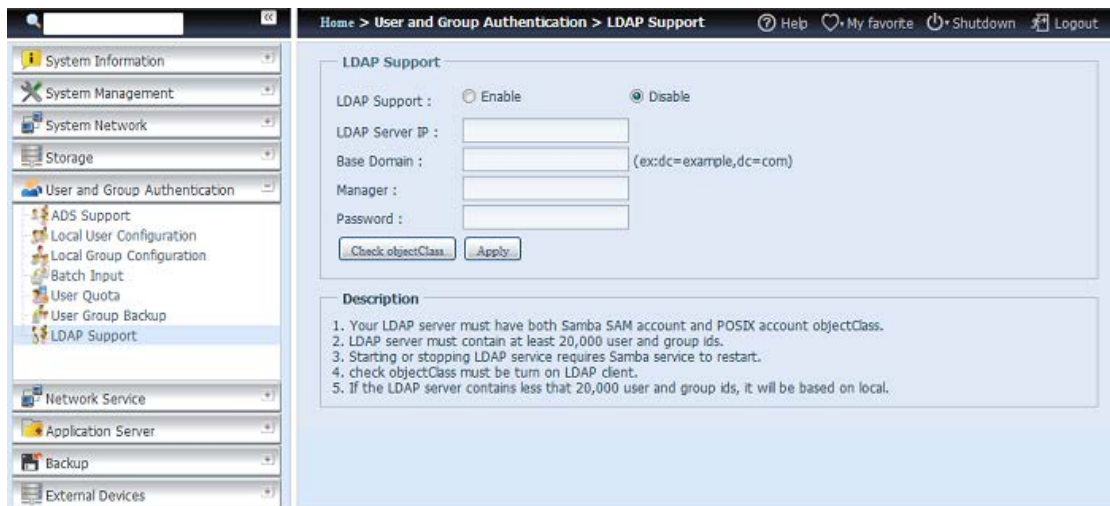 Home > User and Group Authentication > LDAP Support
Help
My favorite
Shutdown
Logout
System Information
System Management
System Network
Storage
User and Group Authentication
ADS Support
Local User Configuration
Local Group Configuration
Batch Input
User Quota
User Group Backup
LDAP Support
Network Service
Application Server
Backup
External Devices
LDAP Support
LDAP Support : Enable Disable
LDAP Server IP :
Base Domain : (ex:dc=example,dc=com)
Manager :
Password :
Check objectClass Apply
Description
1. Your LDAP server must have both Samba SAM account and POSIX account objectClass.
2. LDAP server must contain at least 20,000 user and group ids.
3. Starting or stopping LDAP service requires Samba service to restart.
4. check objectClass must be turn on LDAP client.
5. If the LDAP server contains less that 20,000 user and group ids, it will be based on local.